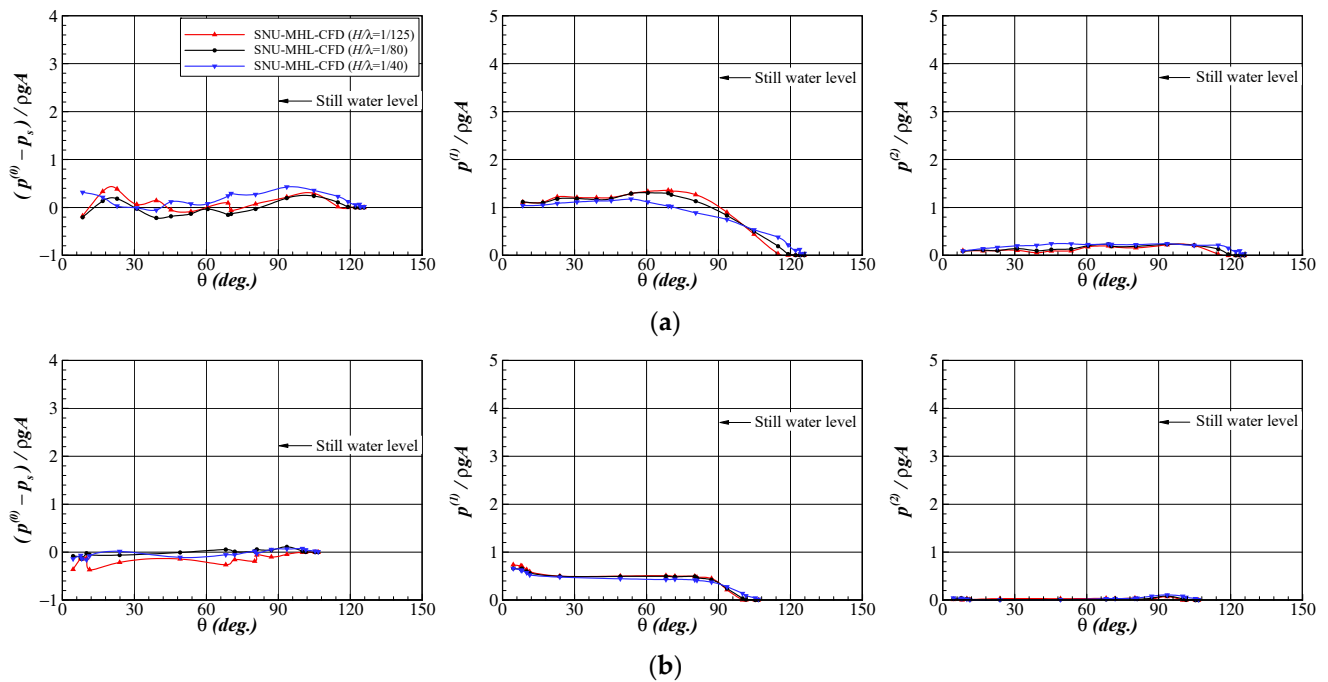 4
3
2
1
0
−1
(p^(0) − p_s) / ρgA
SNU-MHL-CFD (H/λ=1/125)
SNU-MHL-CFD (H/λ=1/80)
SNU-MHL-CFD (H/λ=1/40)
Still water level
0 30 60 90 120 150
θ (deg.)
5
4
3
2
1
0
p^(1) / ρgA
Still water level
0 30 60 90 120 150
θ (deg.)
5
4
3
2
1
0
p^(2) / ρgA
Still water level
0 30 60 90 120 150
θ (deg.)
(a)
4
3
2
1
0
−1
(p^(0) − p_s) / ρgA
Still water level
0 30 60 90 120 150
θ (deg.)
5
4
3
2
1
0
p^(1) / ρgA
Still water level
0 30 60 90 120 150
θ (deg.)
5
4
3
2
1
0
p^(2) / ρgA
Still water level
0 30 60 90 120 150
θ (deg.)
(b)